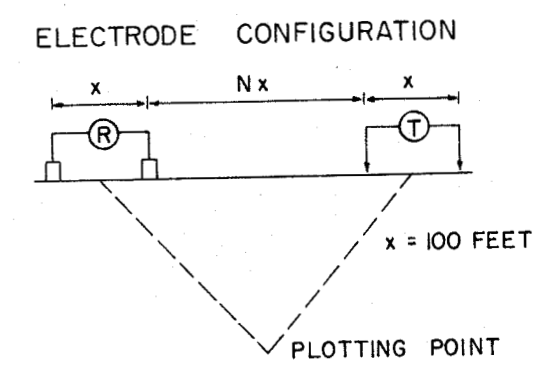 ELECTRODE CONFIGURATION
x Nx x
R T
x = 100 FEET
PLOTTING POINT